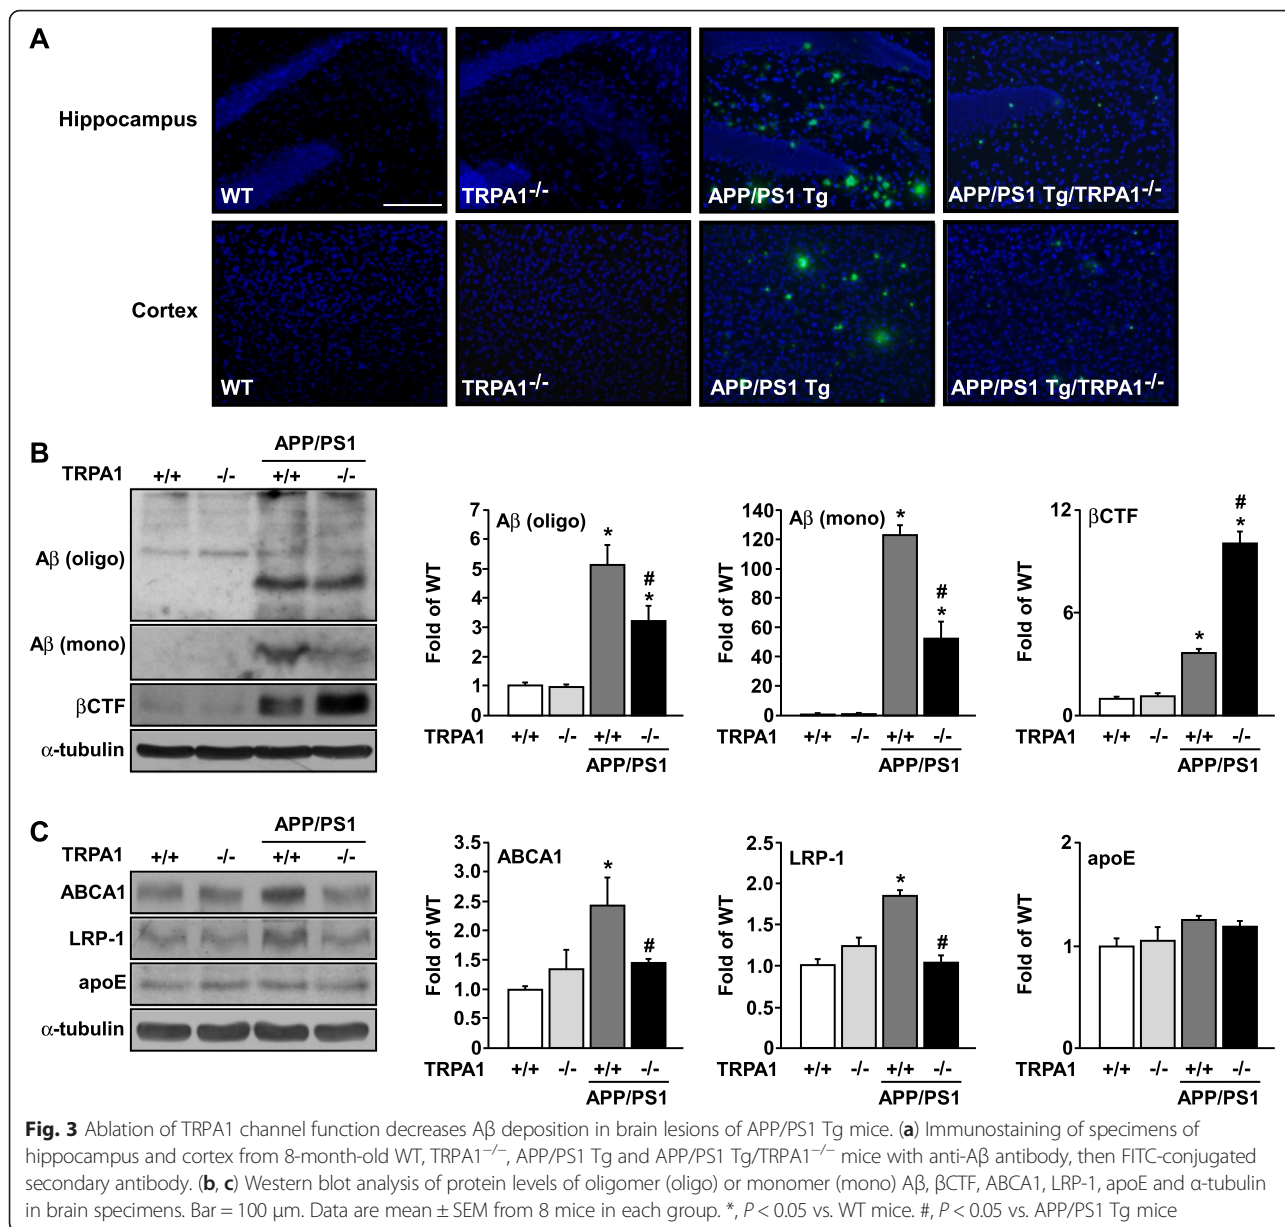 A
Hippocampus
WT
TRPA1-/-
APP/PS1 Tg
APP/PS1 Tg/TRPA1-/-
Cortex
WT
TRPA1-/-
APP/PS1 Tg
APP/PS1 Tg/TRPA1-/-
B
APP/PS1
TRPA1 +/+ -/- +/+ -/-
Aβ (oligo)
Aβ (mono)
βCTF
α-tubulin
Aβ (oligo)
Fold of WT
7
6
5
4
3
2
1
0
* # *
TRPA1 +/+ -/- +/+ -/-
APP/PS1
Aβ (mono)
Fold of WT
140
120
100
80
60
40
20
0
* # *
TRPA1 +/+ -/- +/+ -/-
APP/PS1
βCTF
Fold of WT
12
6
0
* # *
TRPA1 +/+ -/- +/+ -/-
APP/PS1
C
APP/PS1
TRPA1 +/+ -/- +/+ -/-
ABCA1
LRP-1
apoE
α-tubulin
ABCA1
Fold of WT
3.5
3.0
2.5
2.0
1.5
1.0
0.5
0
* #
TRPA1 +/+ -/- +/+ -/-
APP/PS1
LRP-1
Fold of WT
2.5
2.0
1.5
1.0
0.5
0
* #
TRPA1 +/+ -/- +/+ -/-
APP/PS1
apoE
Fold of WT
2
1
0
TRPA1 +/+ -/- +/+ -/-
APP/PS1
Fig. 3 Ablation of TRPA1 channel function decreases Aβ deposition in brain lesions of APP/PS1 Tg mice. (a) Immunostaining of specimens of
hippocampus and cortex from 8-month-old WT, TRPA1−/−, APP/PS1 Tg and APP/PS1 Tg/TRPA1−/− mice with anti-Aβ antibody, then FITC-conjugated
secondary antibody. (b, c) Western blot analysis of protein levels of oligomer (oligo) or monomer (mono) Aβ, βCTF, ABCA1, LRP-1, apoE and α-tubulin
in brain specimens. Bar = 100 μm. Data are mean ± SEM from 8 mice in each group. *, P < 0.05 vs. WT mice. #, P < 0.05 vs. APP/PS1 Tg mice